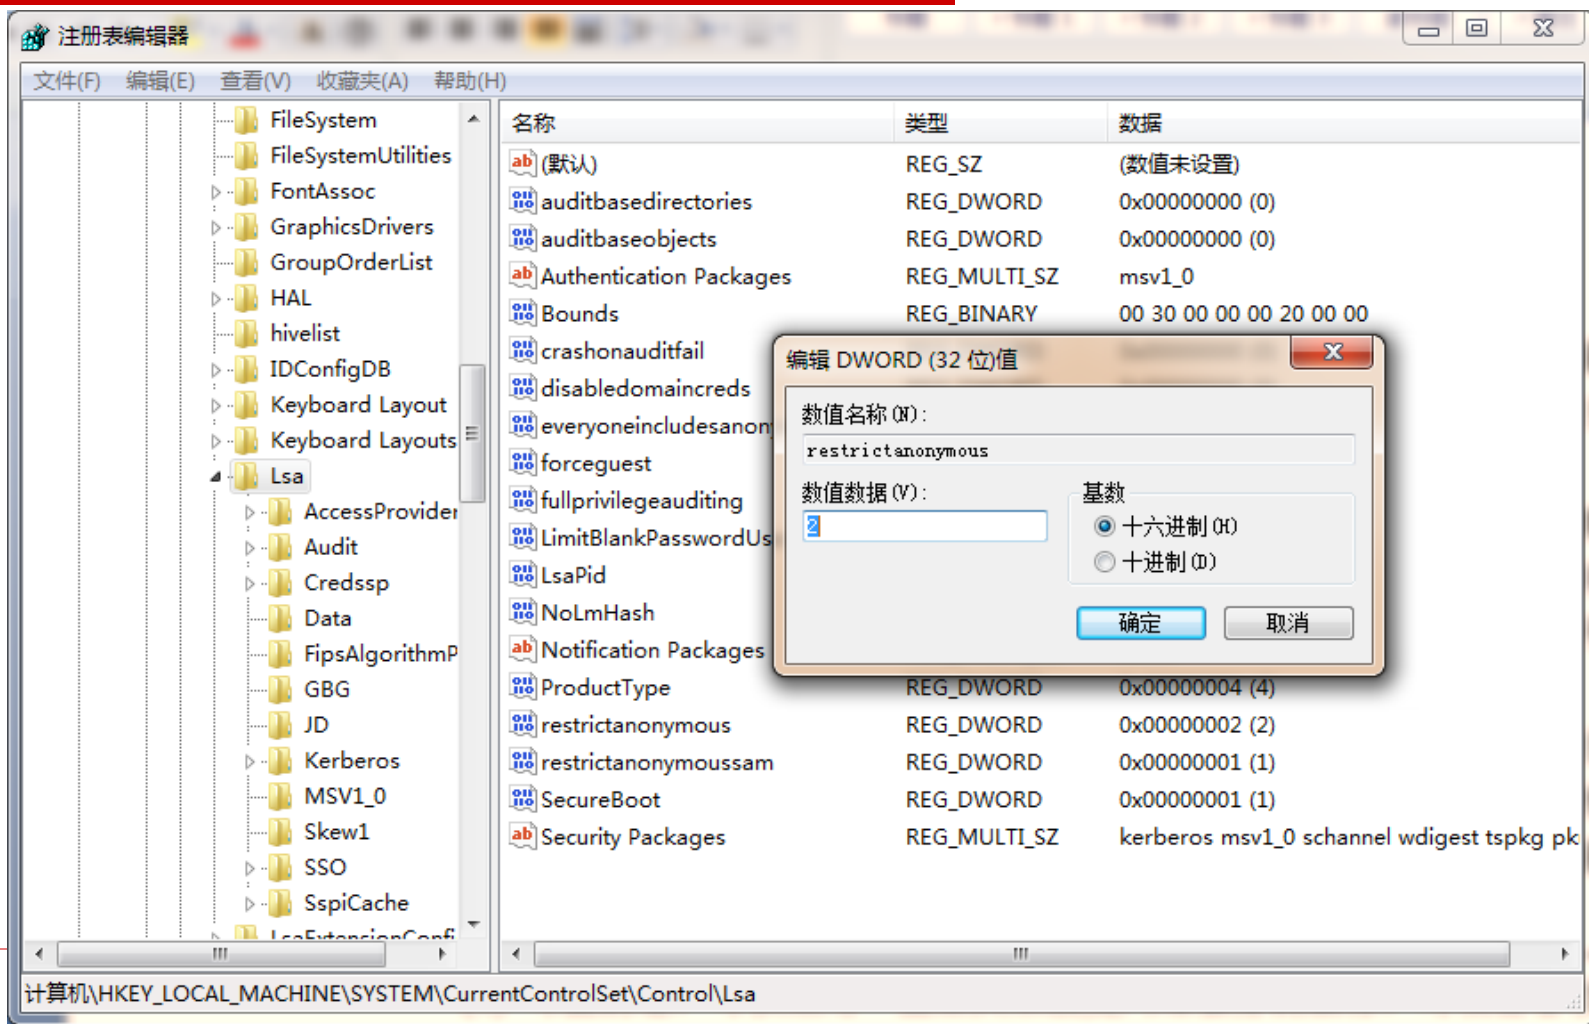 注册表编辑器
文件(F) 编辑(E) 查看(V) 收藏夹(A) 帮助(H)
FileSystem
FileSystemUtilities
FontAssoc
GraphicsDrivers
GroupOrderList
HAL
hivelist
IDConfigDB
Keyboard Layout
Keyboard Layouts
Lsa
AccessProvider
Audit
Credssp
Data
FipsAlgorithmP
GBG
JD
Kerberos
MSV1_0
Skew1
SSO
SspiCache
LsaExtensionConfi
名称 类型 数据
(默认) REG_SZ (数值未设置)
auditbasedirectories REG_DWORD 0x00000000 (0)
auditbaseobjects REG_DWORD 0x00000000 (0)
Authentication Packages REG_MULTI_SZ msv1_0
Bounds REG_BINARY 00 30 00 00 00 20 00 00
crashonauditfail
disabledomaincreds
everyoneincludesanon
forceguest
fullprivilegeauditing
LimitBlankPasswordUs
LsaPid
NoLmHash
Notification Packages
ProductType REG_DWORD 0x00000004 (4)
restrictanonymous REG_DWORD 0x00000002 (2)
restrictanonymoussam REG_DWORD 0x00000001 (1)
SecureBoot REG_DWORD 0x00000001 (1)
Security Packages REG_MULTI_SZ kerberos msv1_0 schannel wdigest tspkg pk
编辑 DWORD (32 位)值
数值名称(N):
restrictanonymous
数值数据(V):
2
基数
十六进制(H)
十进制(D)
确定 取消
计算机\HKEY_LOCAL_MACHINE\SYSTEM\CurrentControlSet\Control\Lsa